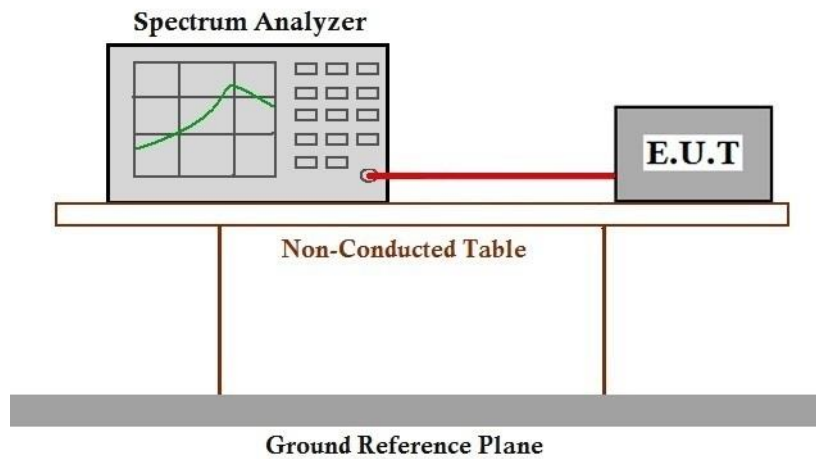 Spectrum Analyzer
E.U.T
Non-Conducted Table
Ground Reference Plane